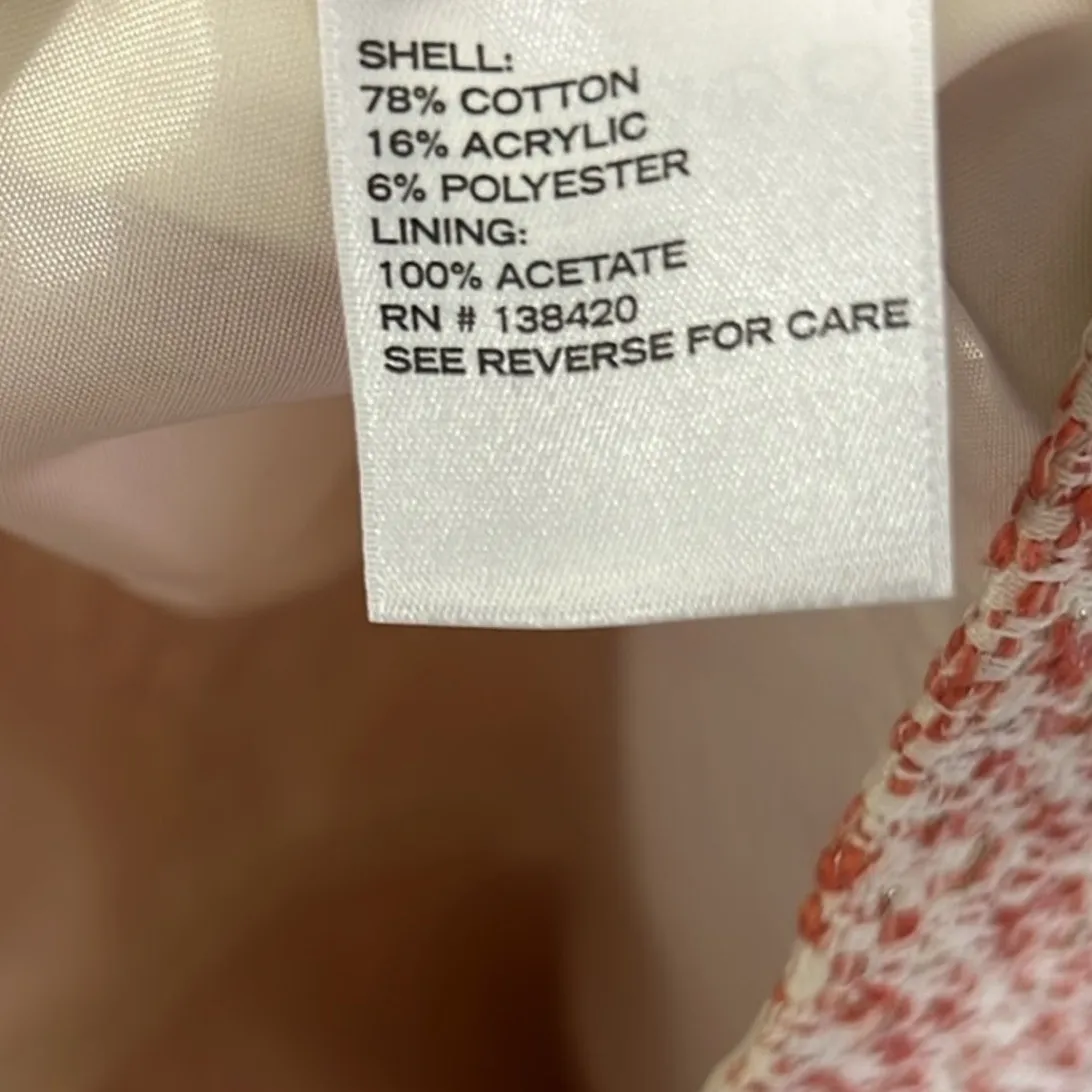 SHELL:
78% COTTON
16% ACRYLIC
6% POLYESTER
LINING:
100% ACETATE
RN # 138420
SEE REVERSE FOR CARE